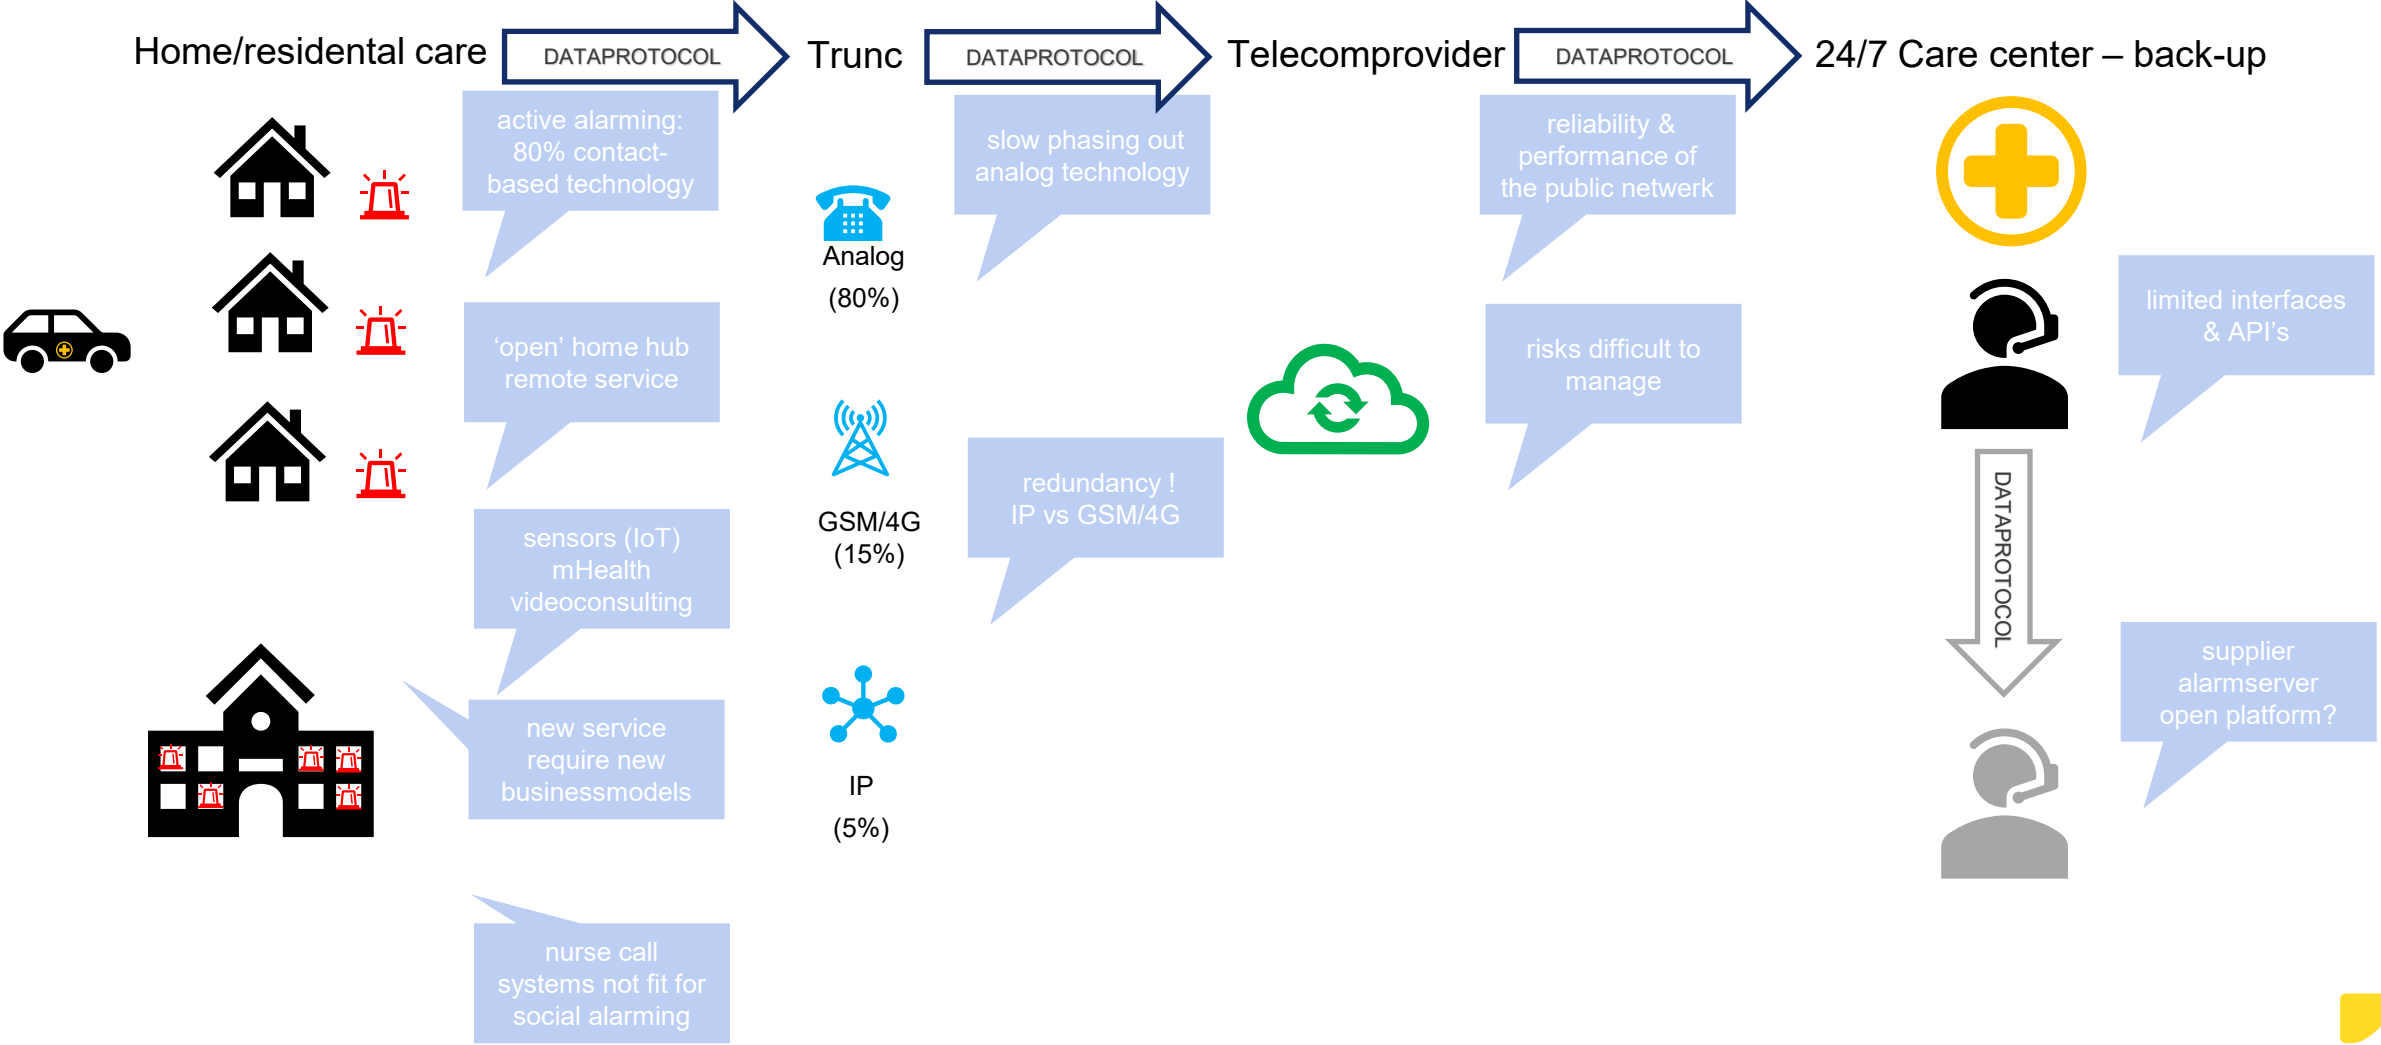 Home/residental care
DATAPROTOCOL
Trunc
DATAPROTOCOL
Telecomprovider
DATAPROTOCOL
24/7 Care center – back-up
active alarming:
80% contact-
based technology
‘open’ home hub
remote service
sensors (IoT)
mHealth
videoconsulting
new service
require new
businessmodels
nurse call
systems not fit for
social alarming
Analog
(80%)
GSM/4G
(15%)
IP
(5%)
slow phasing out
analog technology
redundancy !
IP vs GSM/4G
reliability &
performance of
the public netwerk
risks difficult to
manage
limited interfaces
& API’s
DATAPROTOCOL
supplier
alarmserver
open platform?